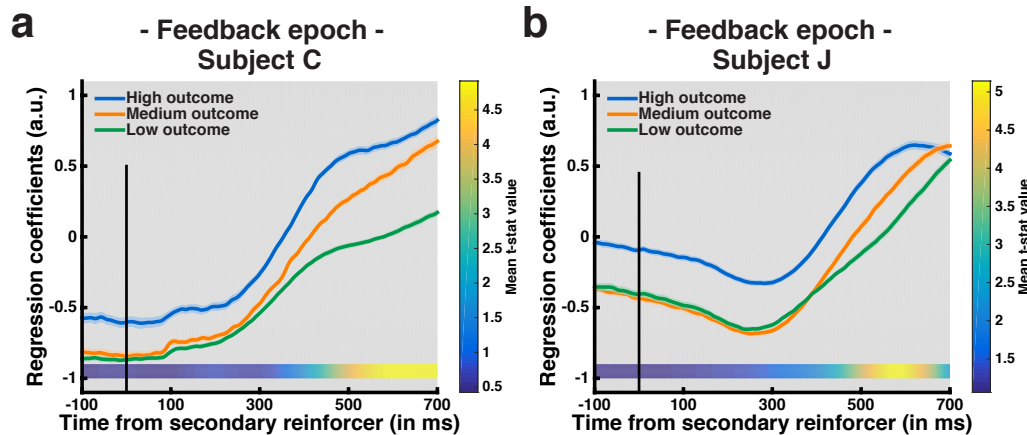 a
- Feedback epoch -
Subject C
Regression coefficients (a.u.)
1
0.5
0
-0.5
-1
High outcome
Medium outcome
Low outcome
-100
100
300
500
700
Time from secondary reinforcer (in ms)
4.5
4
3.5
3
2.5
2
1.5
1
0.5
Mean t-stat value
b
- Feedback epoch -
Subject J
Regression coefficients (a.u.)
1
0.5
0
-0.5
-1
High outcome
Medium outcome
Low outcome
-100
100
300
500
700
Time from secondary reinforcer (in ms)
5
4.5
4
3.5
3
2.5
2
1.5
Mean t-stat value